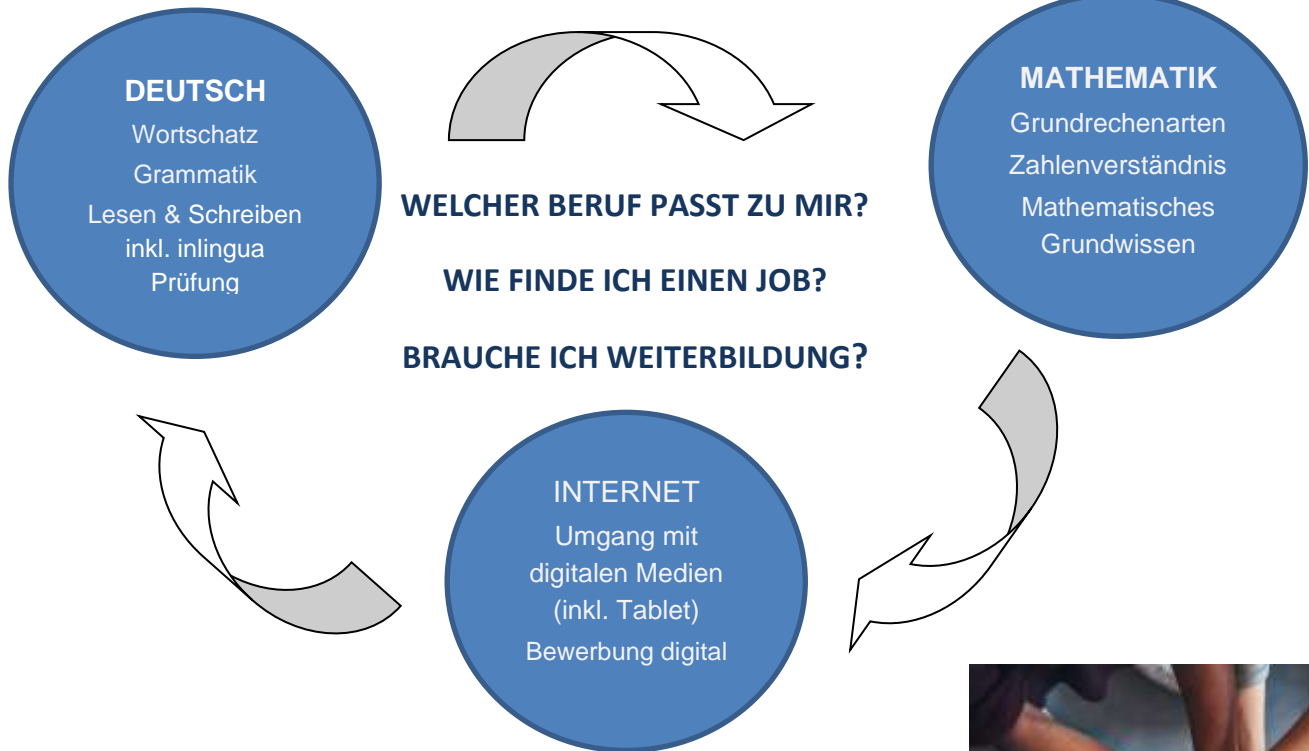 DEUTSCH
Wortschatz
Grammatik
Lesen & Schreiben
inkl. inlingua
Prüfung
WELCHER BERUF PASST ZU MIR?
WIE FINDE ICH EINEN JOB?
BRAUCHE ICH WEITERBILDUNG?
MATHEMATIK
Grundrechenarten
Zahlenverständnis
Mathematisches
Grundwissen
INTERNET
Umgang mit
digitalen Medien
(inkl. Tablet)
Bewerbung digital